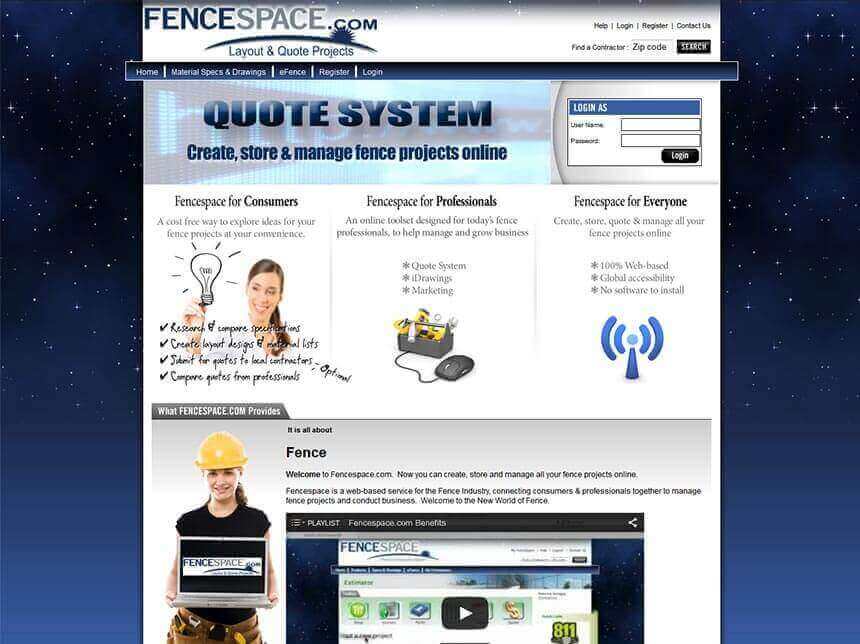 FENCESPACE.COM
Layout & Quote Projects
Help | Login | Register | Contact Us
Find a Contractor : Zip code SEARCH
Home | Material Specs & Drawings | eFence | Register | Login
QUOTE SYSTEM
Create, store & manage fence projects online
LOGIN AS
User Name:
Password:
Login
Fencespace for Consumers
A cost free way to explore ideas for your
fence projects at your convenience.
✔ Research & compare specifications
✔ Create layout designs & material lists
✔ Submit for quotes to local contractors - Optional
✔ Compare quotes from professionals
Fencespace for Professionals
An online toolset designed for today's fence
professionals, to help manage and grow business
✻ Quote System
✻ iDrawings
✻ Marketing
Fencespace for Everyone
Create, store, quote & manage all your
fence projects online
✻ 100% Web-based
✻ Global accessibility
✻ No software to install
What FENCESPACE.COM Provides
It is all about
Fence
Welcome to Fencespace.com. Now you can create, store and manage all your fence projects online.
Fencespace is a web-based service for the Fence Industry, connecting consumers & professionals together to manage
fence projects and conduct business. Welcome to the New World of Fence.
PLAYLIST Fencespace.com Benefits
FENCESPACE
Estimator
811
FENCESPACE.COM
Layout & Quote Projects